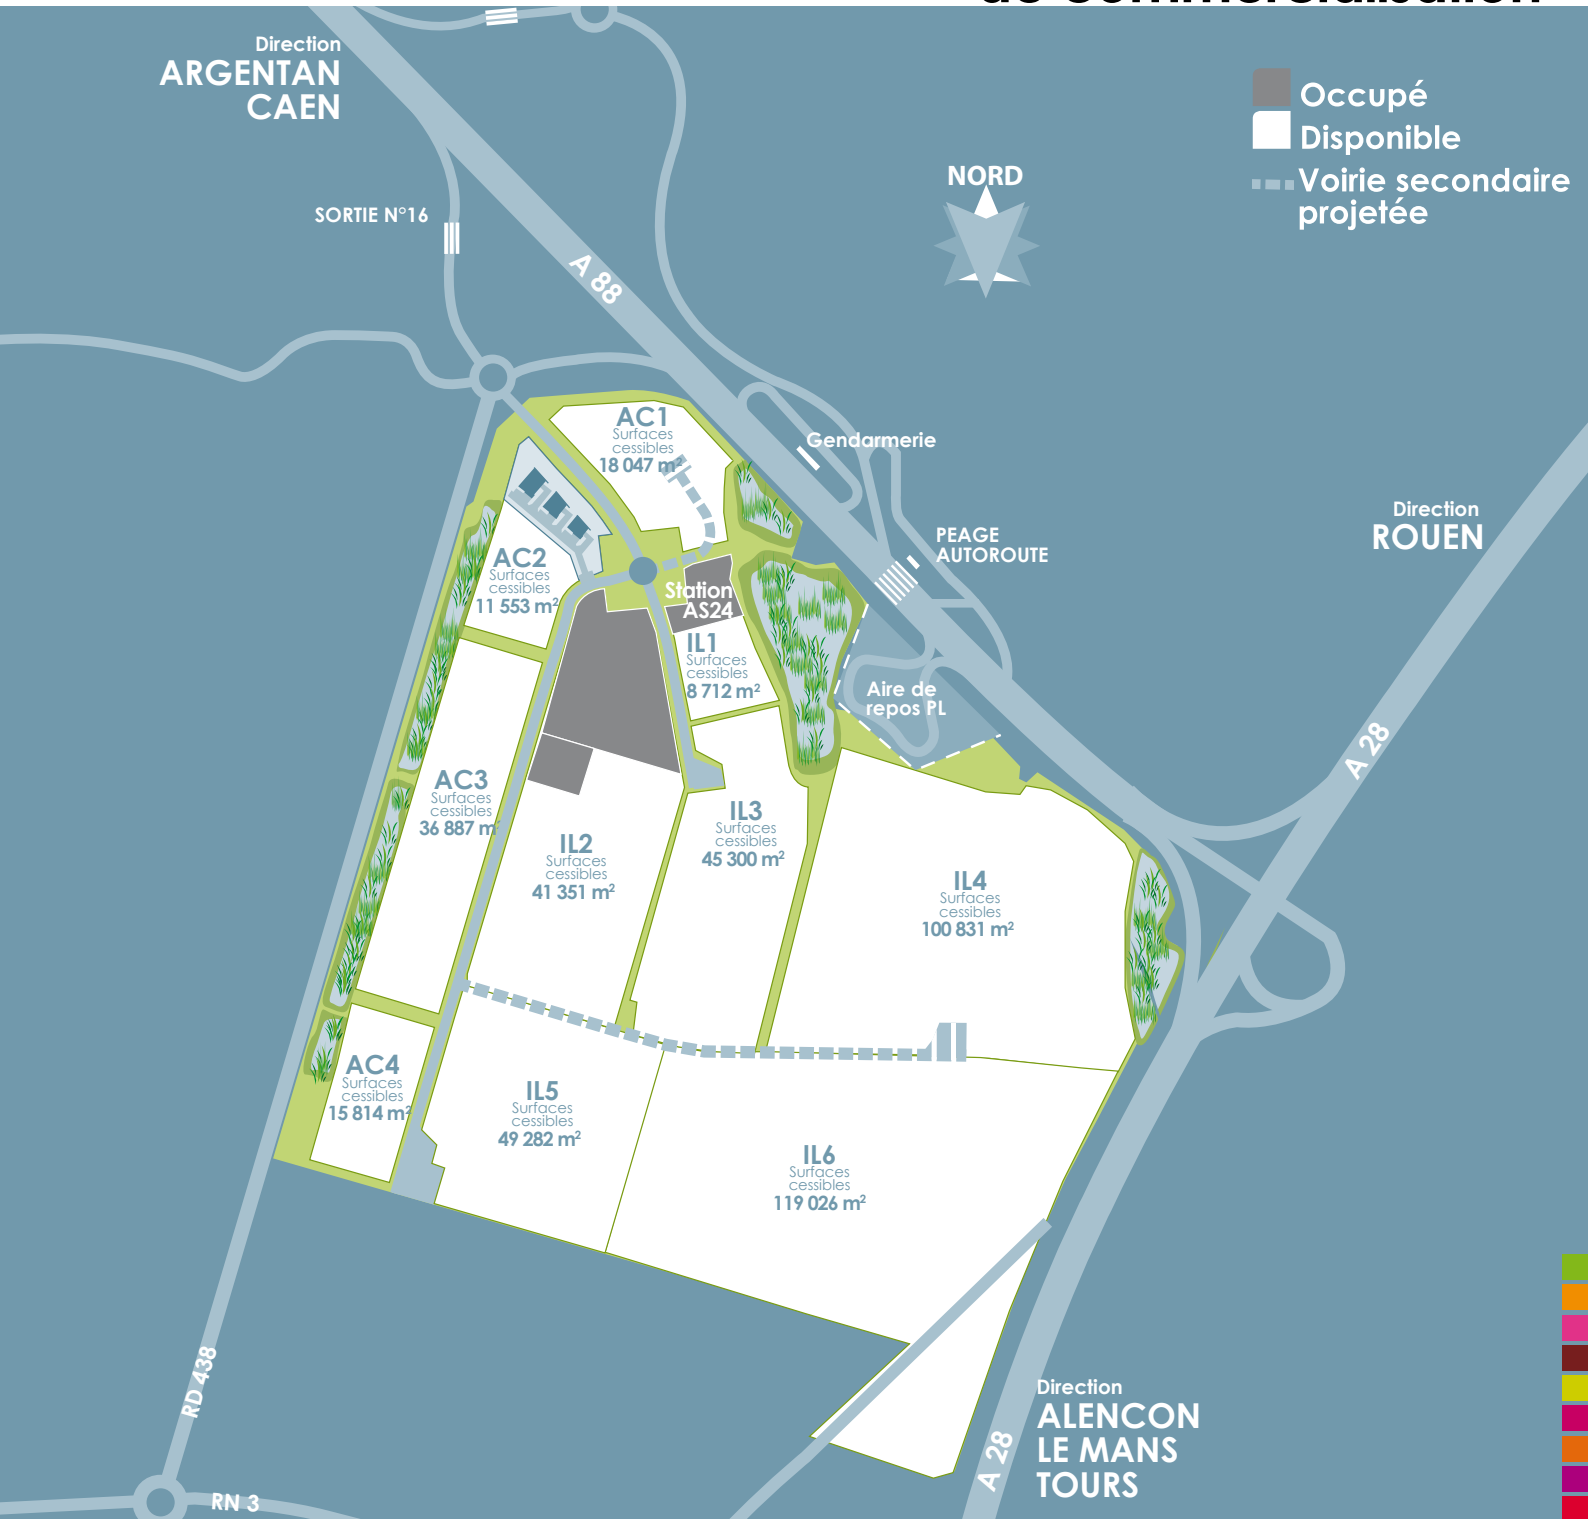 de commercialisation
Direction
ARGENTAN
CAEN
Occupé
Disponible
Voirie secondaire
projetée
NORD
SORTIE N°16
A 88
AC1
Surfaces
cessibles
18 047 m²
Gendarmerie
Direction
ROUEN
PEAGE
AUTOROUTE
AC2
Surfaces
cessibles
11 553 m²
Station
AS24
IL1
Surfaces
cessibles
8 712 m²
Aire de
repos PL
A 28
AC3
Surfaces
cessibles
36 887 m²
IL2
Surfaces
cessibles
41 351 m²
IL3
Surfaces
cessibles
45 300 m²
IL4
Surfaces
cessibles
100 831 m²
AC4
Surfaces
cessibles
15 814 m²
IL5
Surfaces
cessibles
49 282 m²
IL6
Surfaces
cessibles
119 026 m²
RD 438
Direction
ALENCON
LE MANS
TOURS
A 28
RN 3